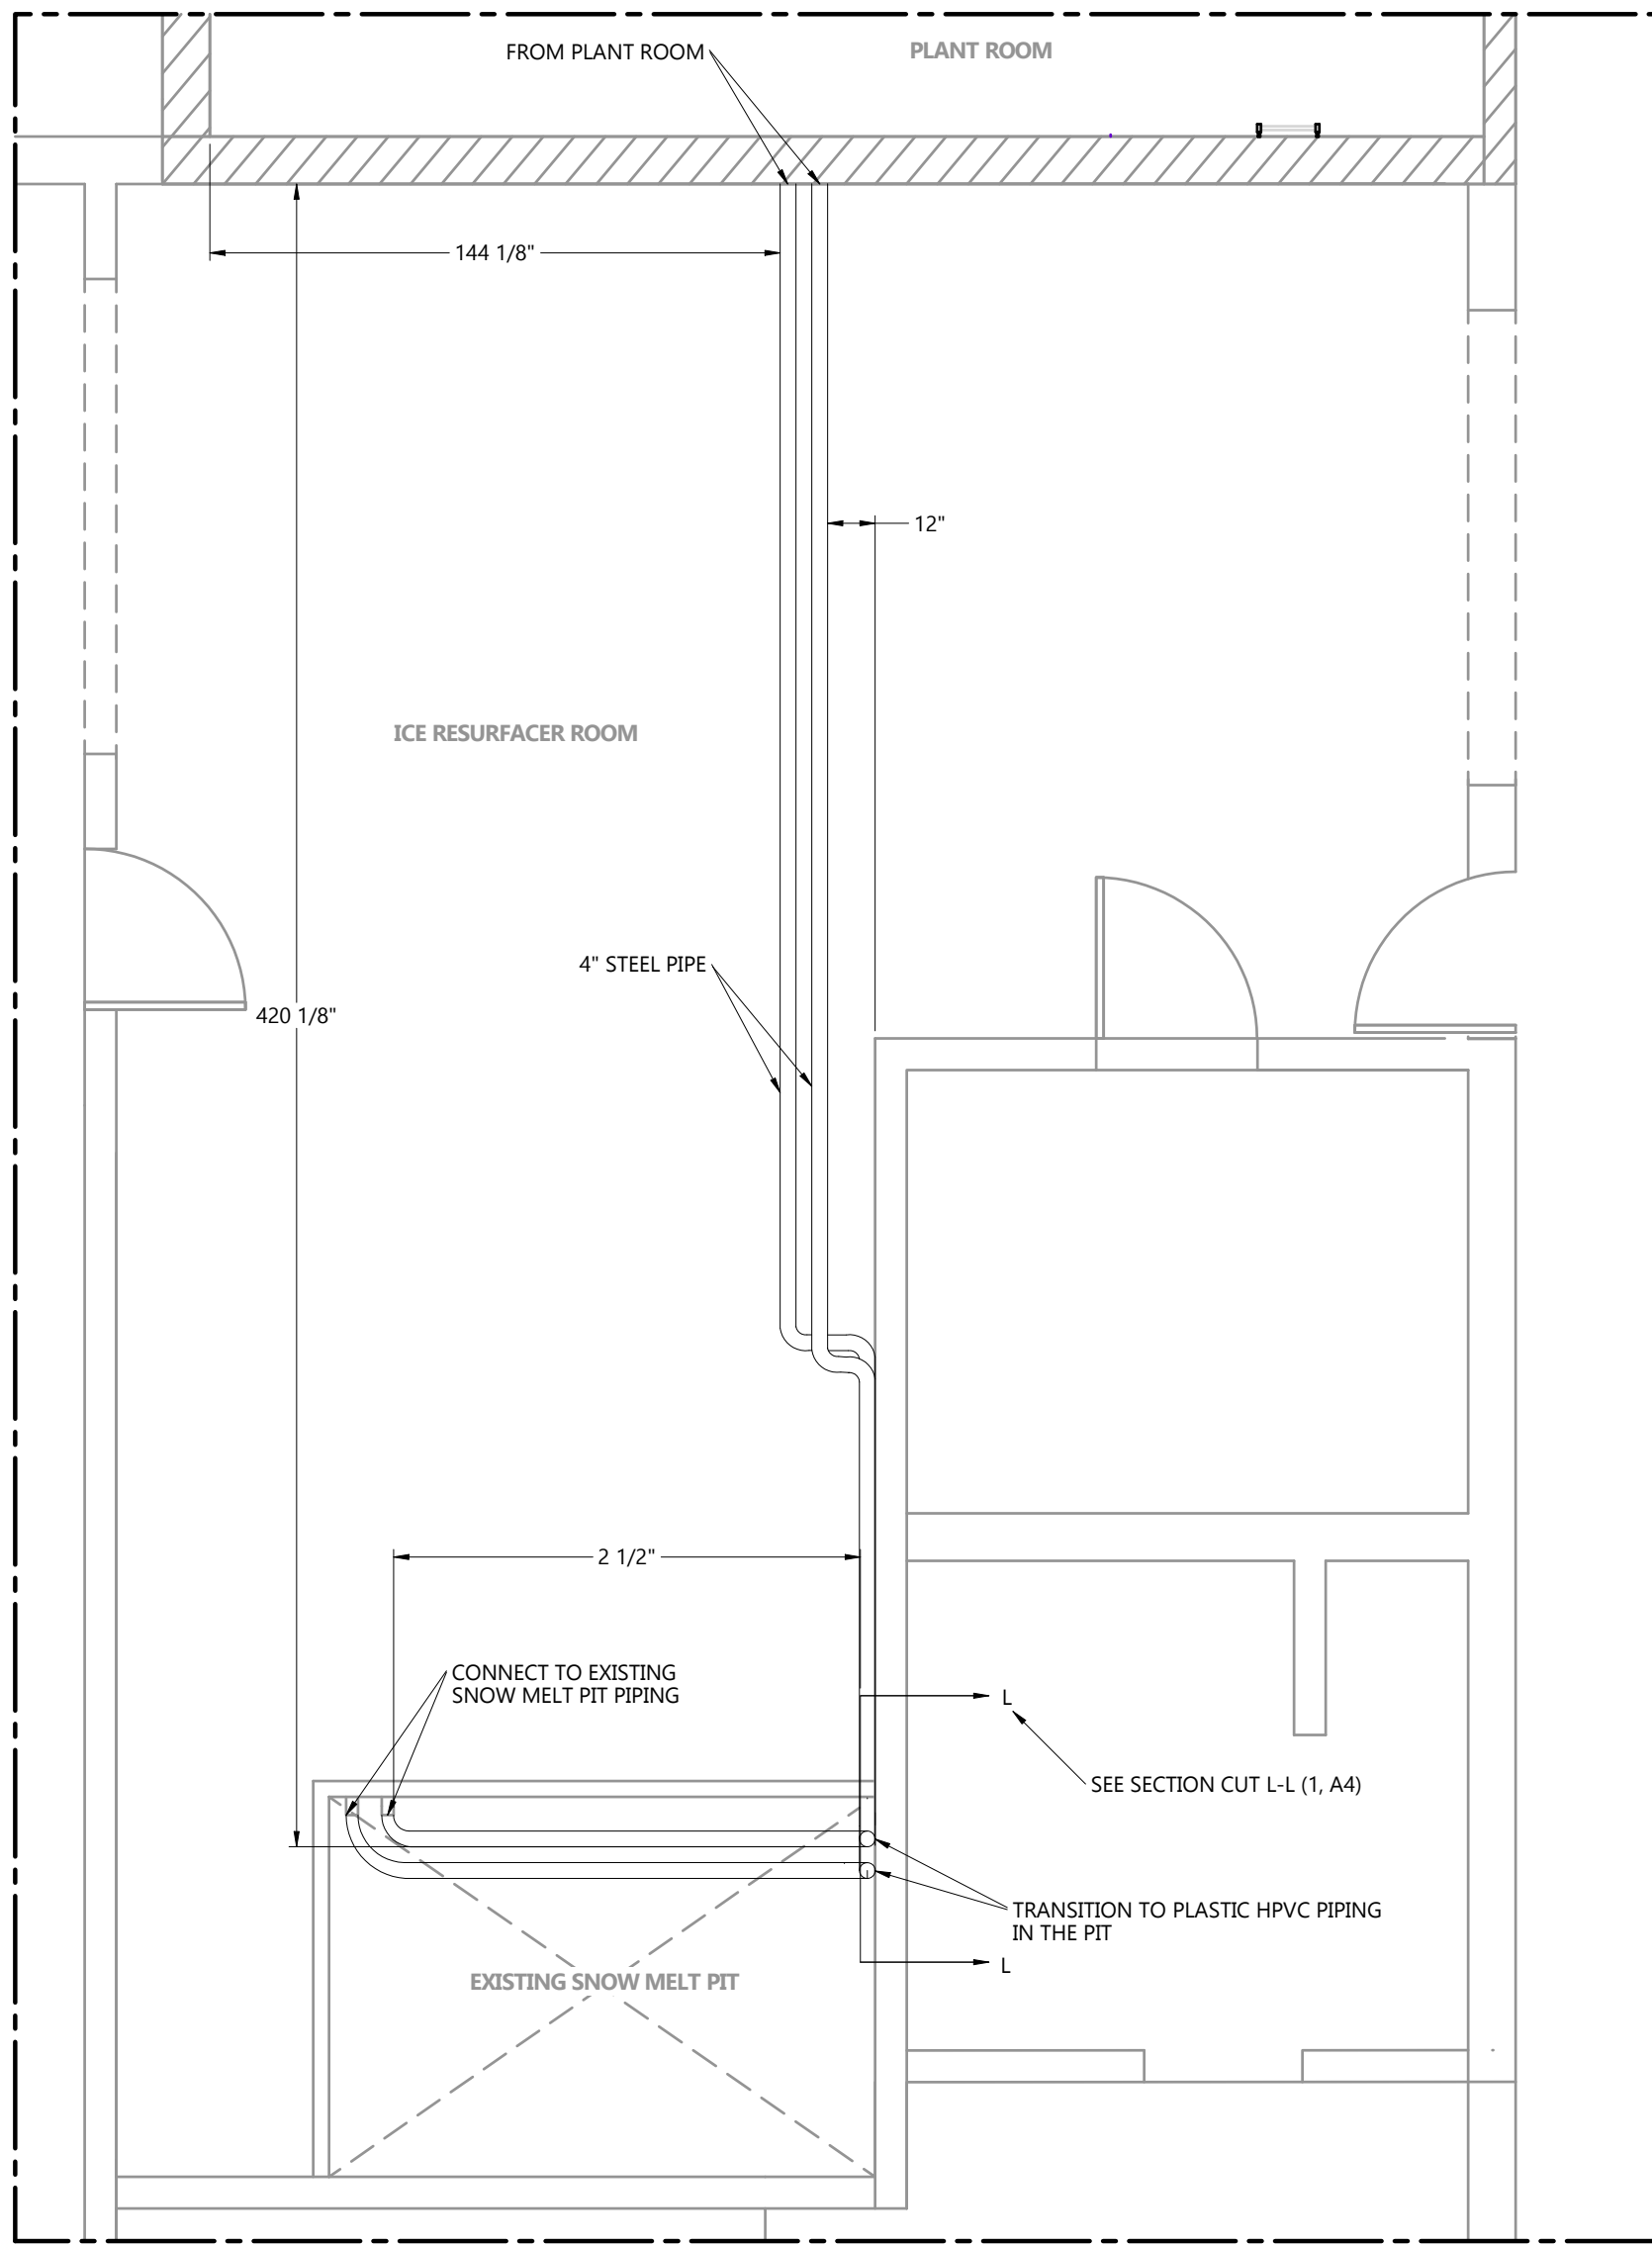 FROM PLANT ROOM
PLANT ROOM
144 1/8"
12"
ICE RESURFACER ROOM
4" STEEL PIPE
420 1/8"
2 1/2"
CONNECT TO EXISTING
SNOW MELT PIT PIPING
L
SEE SECTION CUT L-L (1, A4)
TRANSITION TO PLASTIC HPVC PIPING
IN THE PIT
L
EXISTING SNOW MELT PIT